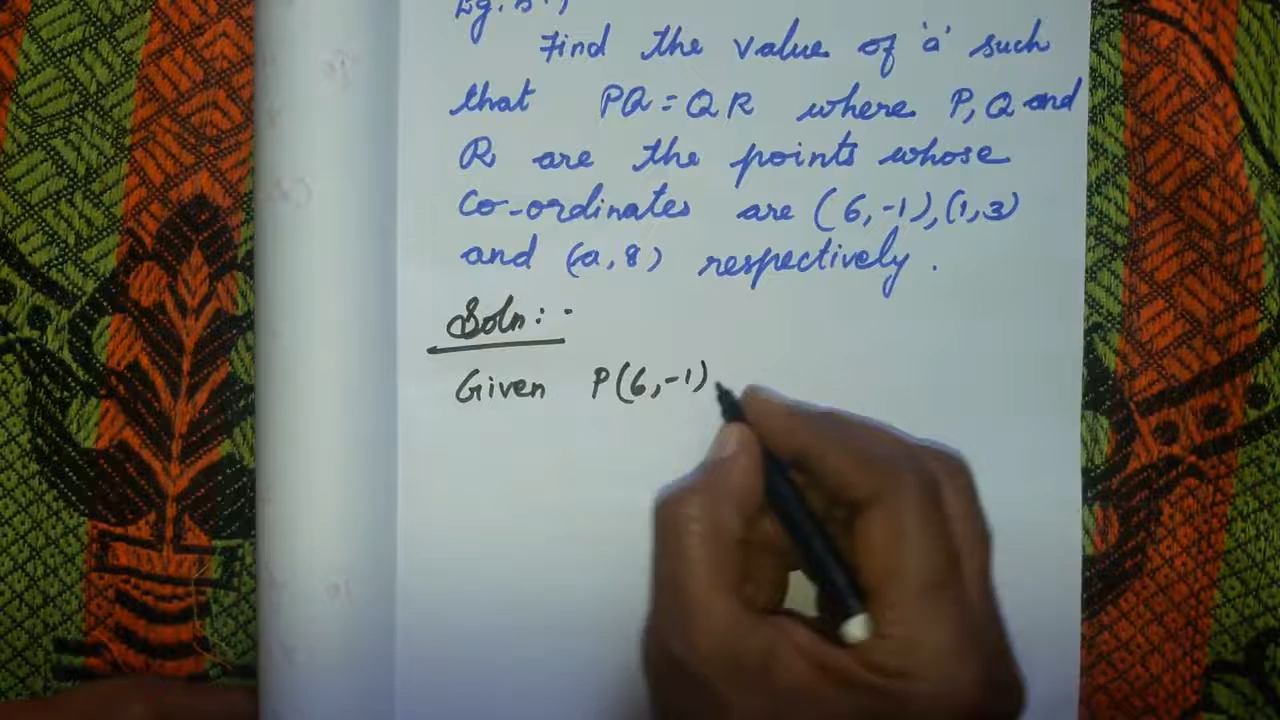 Find the value of 'a' such
that PQ = QR where P, Q and
R are the points whose
Co-ordinates are (6,-1),(1,3)
and (a,8) respectively.
Soln:-
Given P(6,-1)